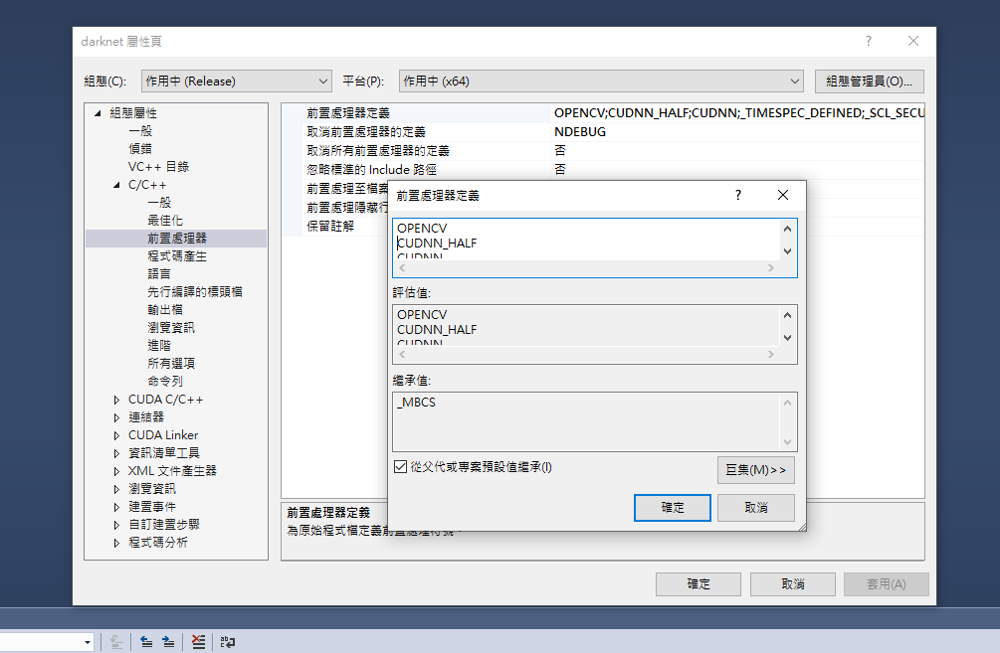 darknet 屬性頁
組態(C): 作用中 (Release) 平台(P): 作用中 (x64) 組態管理員(O)...
組態屬性
一般
偵錯
VC++ 目錄
C/C++
一般
最佳化
前置處理器
程式碼產生
語言
先行編譯的標頭檔
輸出檔
瀏覽資訊
進階
所有選項
命令列
CUDA C/C++
連結器
CUDA Linker
資訊清單工具
XML 文件產生器
瀏覽資訊
建置事件
自訂建置步驟
程式碼分析
前置處理器定義 OPENCV;CUDNN_HALF;CUDNN;_TIMESPEC_DEFINED;_SCL_SECU
取消前置處理器的定義 NDEBUG
取消所有前置處理器的定義 否
忽略標準的 Include 路徑 否
前置處理至檔案
前置處理隱藏行
保留註解
前置處理器定義
OPENCV
CUDNN_HALF
CUDNN
評估值:
OPENCV
CUDNN_HALF
CUDNN
繼承值:
_MBCS
從父代或專案預設值繼承(I)
巨集(M)>>
確定 取消
前置處理器定義
為原始程式檔定義前置處理符號。
確定 取消 套用(A)